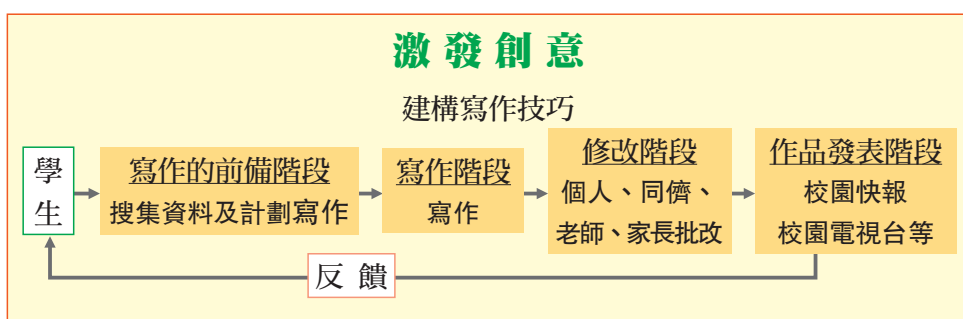 激發創意
建構寫作技巧
學生
寫作的前備階段
搜集資料及計劃寫作
寫作階段
寫作
修改階段
個人、同儕、
老師、家長批改
作品發表階段
校園快報
校園電視台等
反饋